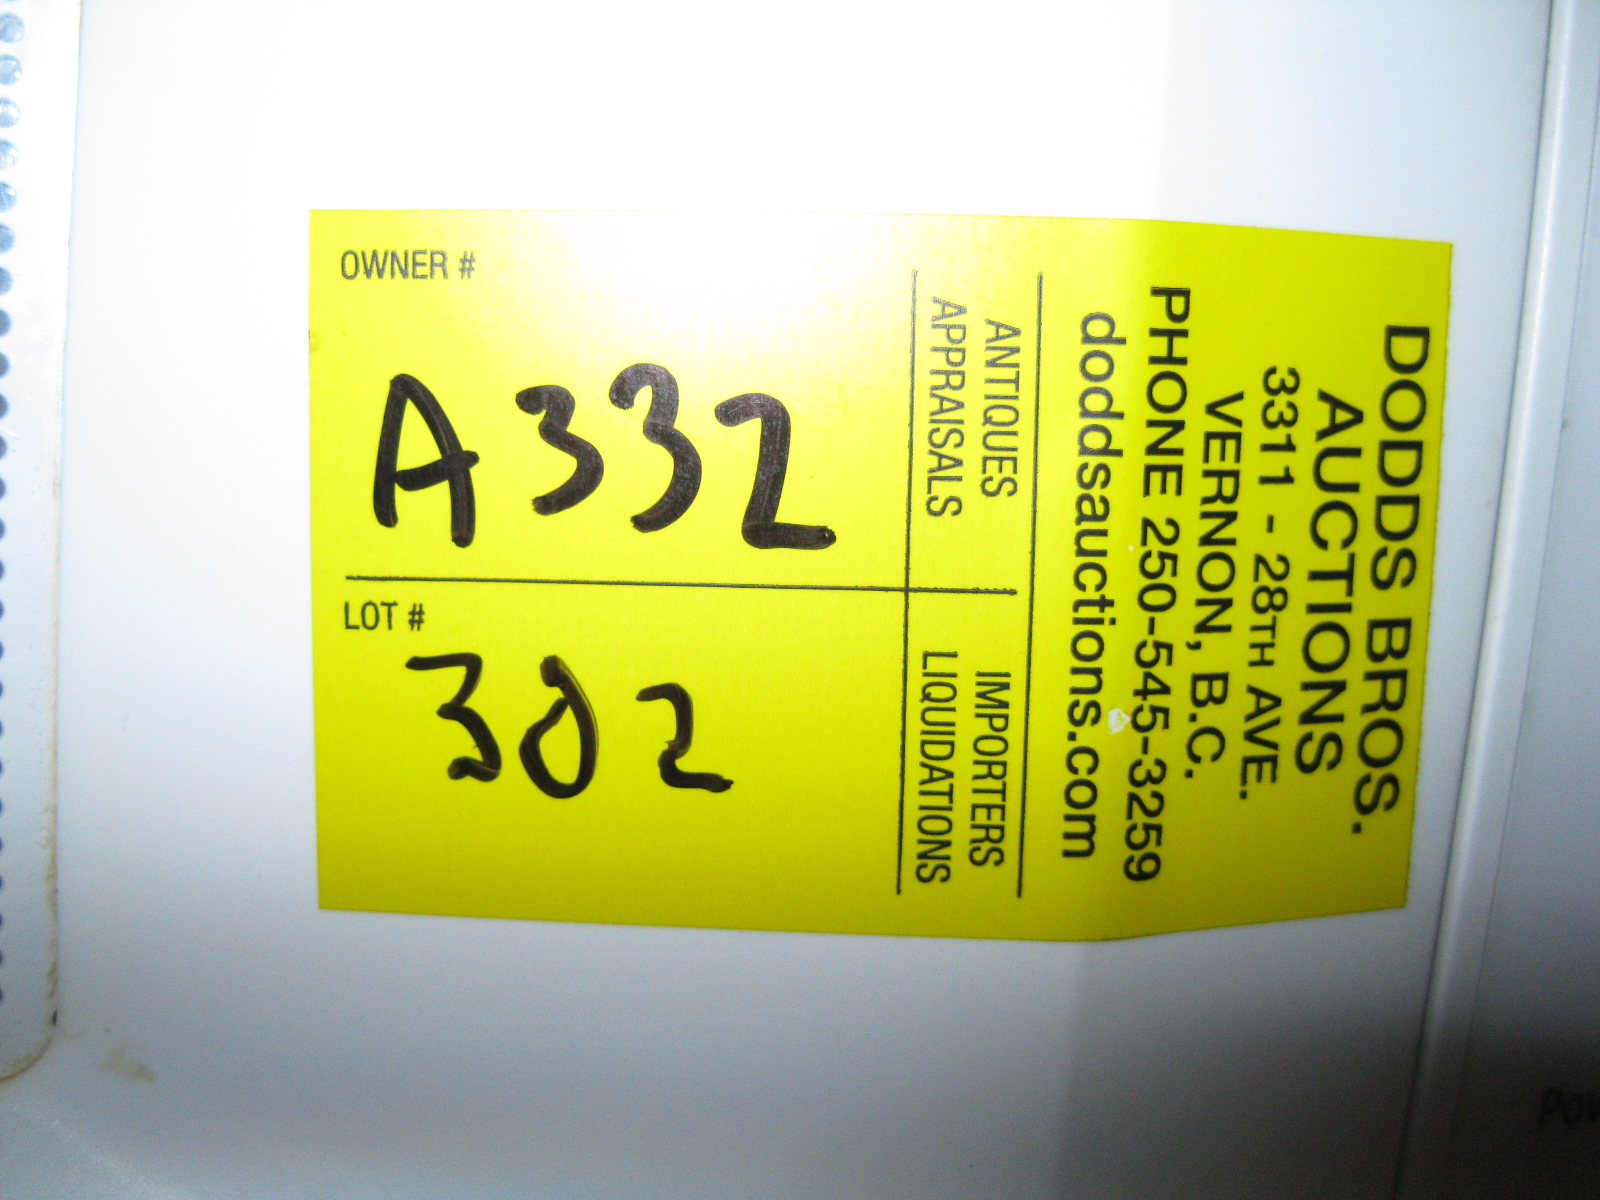 DODDS BROS.
AUCTIONS
3311 - 28TH AVE.
VERNON, B.C.
PHONE 250-545-3259
doddsauctions.com
ANTIQUES
APPRAISALS
IMPORTERS
LIQUIDATIONS
OWNER #
A332
LOT #
302